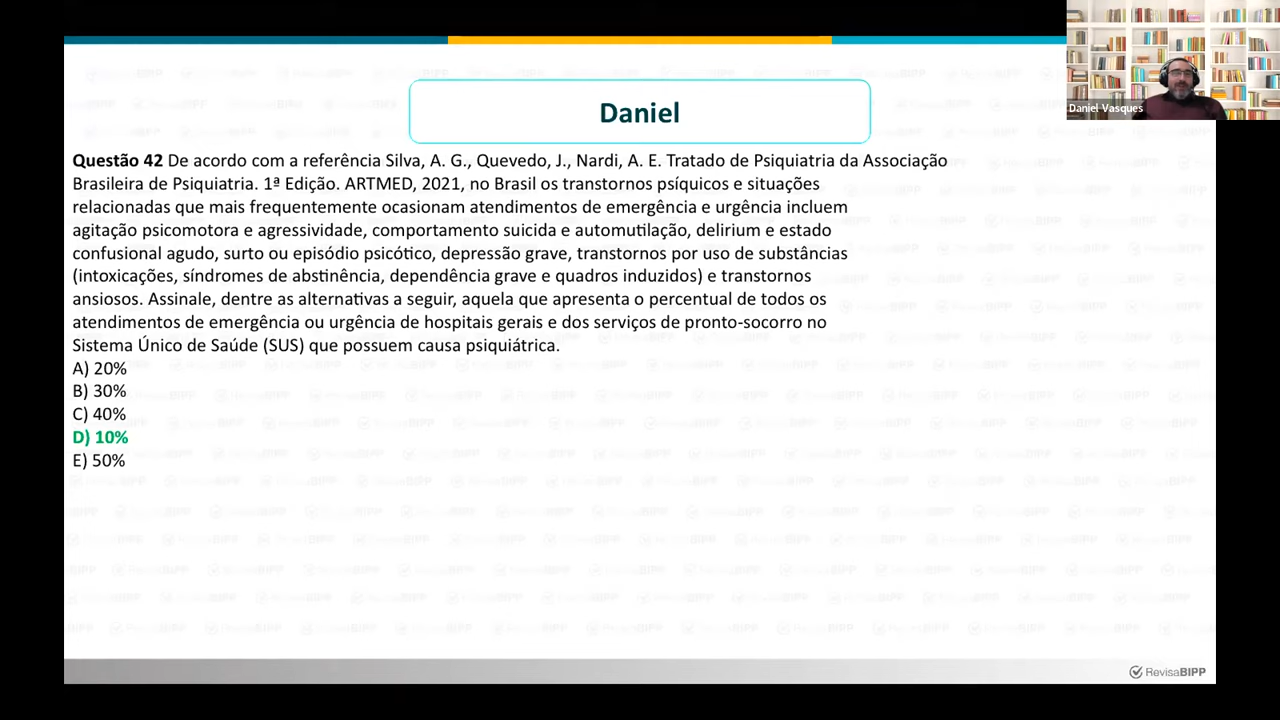 Daniel Vasques
Daniel
Questão 42 De acordo com a referência Silva, A. G., Quevedo, J., Nardi, A. E. Tratado de Psiquiatria da Associação
Brasileira de Psiquiatria. 1ª Edição. ARTMED, 2021, no Brasil os transtornos psíquicos e situações
relacionadas que mais frequentemente ocasionam atendimentos de emergência e urgência incluem
agitação psicomotora e agressividade, comportamento suicida e automutilação, delirium e estado
confusional agudo, surto ou episódio psicótico, depressão grave, transtornos por uso de substâncias
(intoxicações, síndromes de abstinência, dependência grave e quadros induzidos) e transtornos
ansiosos. Assinale, dentre as alternativas a seguir, aquela que apresenta o percentual de todos os
atendimentos de emergência ou urgência de hospitais gerais e dos serviços de pronto-socorro no
Sistema Único de Saúde (SUS) que possuem causa psiquiátrica.
A) 20%
B) 30%
C) 40%
D) 10%
E) 50%
RevisaBIPP